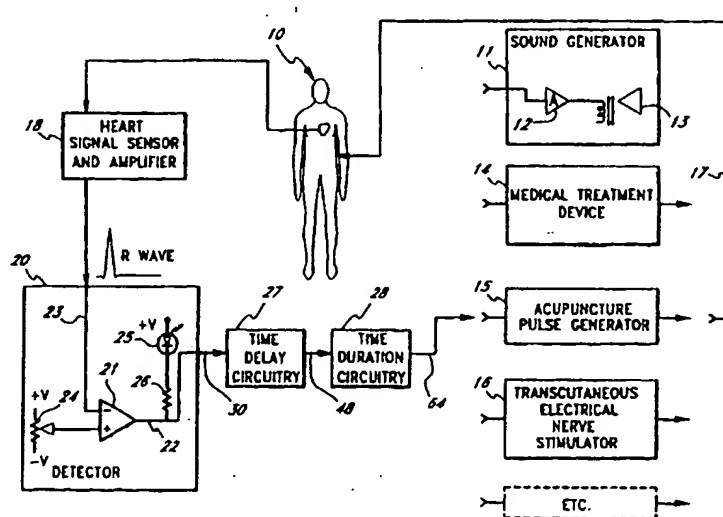 10
11
SOUND GENERATOR
A
12
13
18
HEART
SIGNAL SENSOR
AND AMPLIFIER
14
MEDICAL TREATMENT
DEVICE
17
R WAVE
20
23
+V
25
26
21
+V
24
-
+
22
-V
DETECTOR
30
27
TIME
DELAY
CIRCUITRY
48
28
TIME
DURATION
CIRCUITRY
64
15
ACUPUNCTURE
PULSE GENERATOR
16
TRANSCUTANEOUS
ELECTRICAL
NERVE
STIMULATOR
ETC.